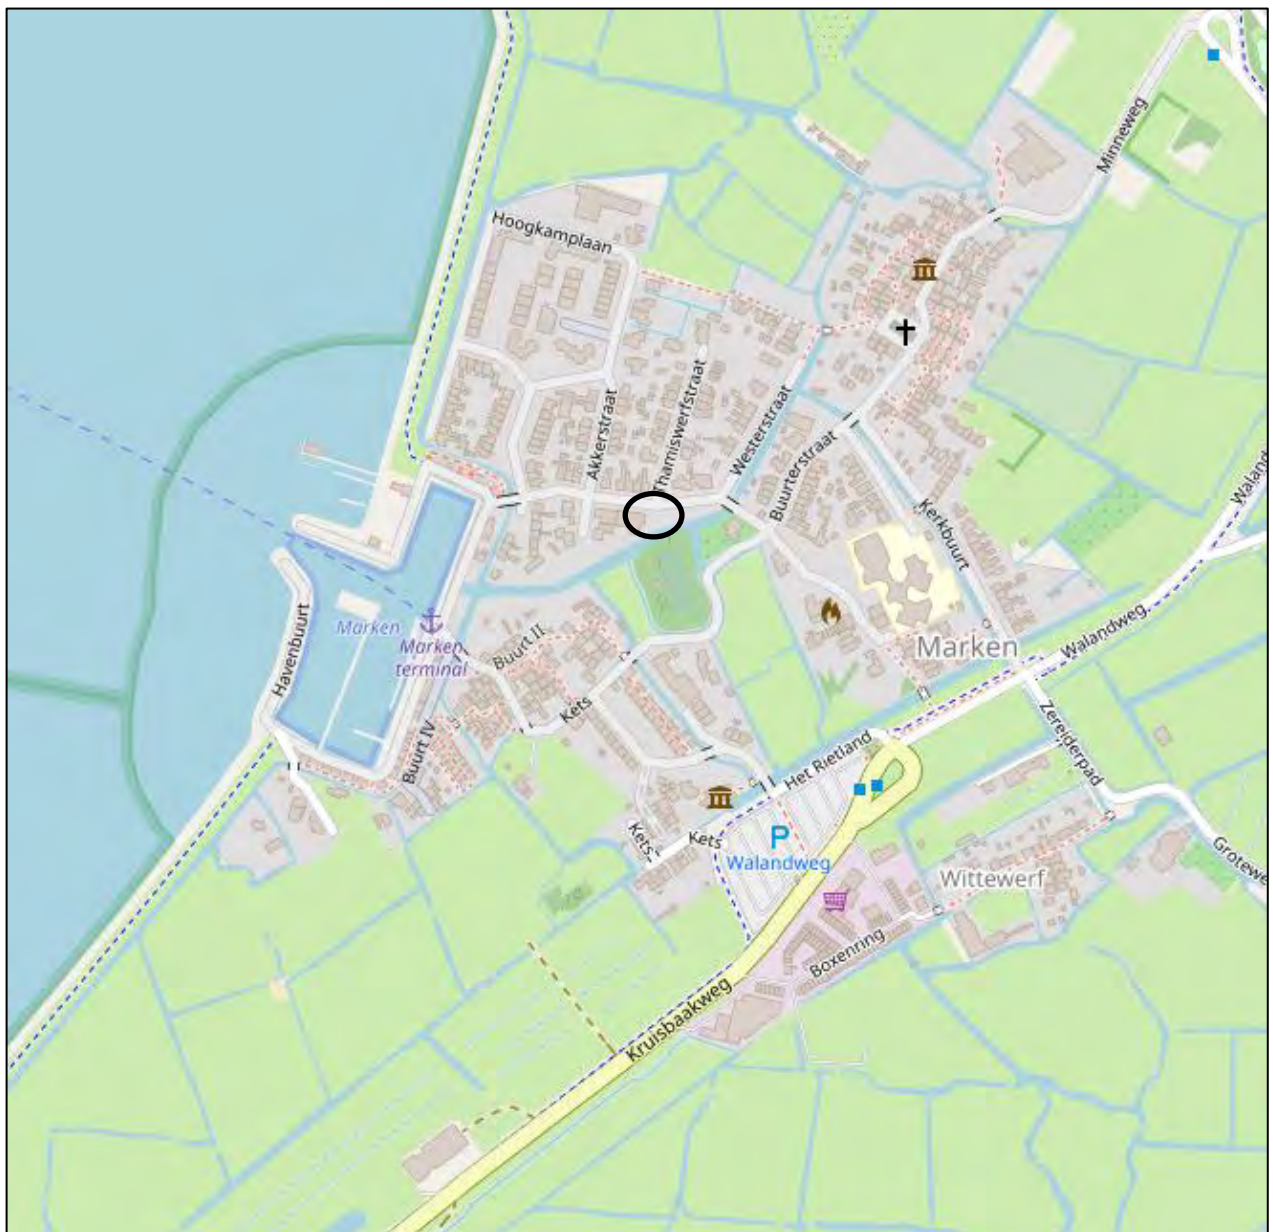 Minneweg
Hoogkamplaan
Akkerstraat
Thamiswerfstraat
Westerstraat
Buurterstraat
Kerkbuurt
Waland
Havenbuurt
Marken
Marken
terminal
Buurt II
Kets
Buurt IV
Marken
Walandweg
Zereiderpad
Het Rietland
Kets
Kets
P
Walandweg
Grotewe
Wittewerf
Boxenring
Kruisbaakweg